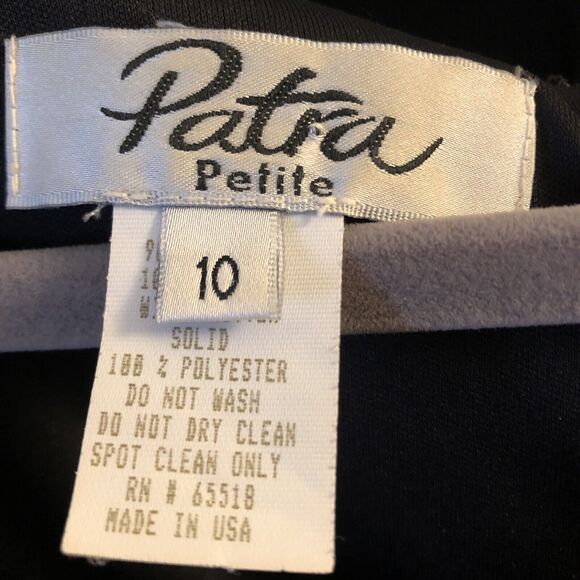 Patra
Petite
10
SOLID
100 % POLYESTER
DO NOT WASH
DO NOT DRY CLEAN
SPOT CLEAN ONLY
RN # 65518
MADE IN USA